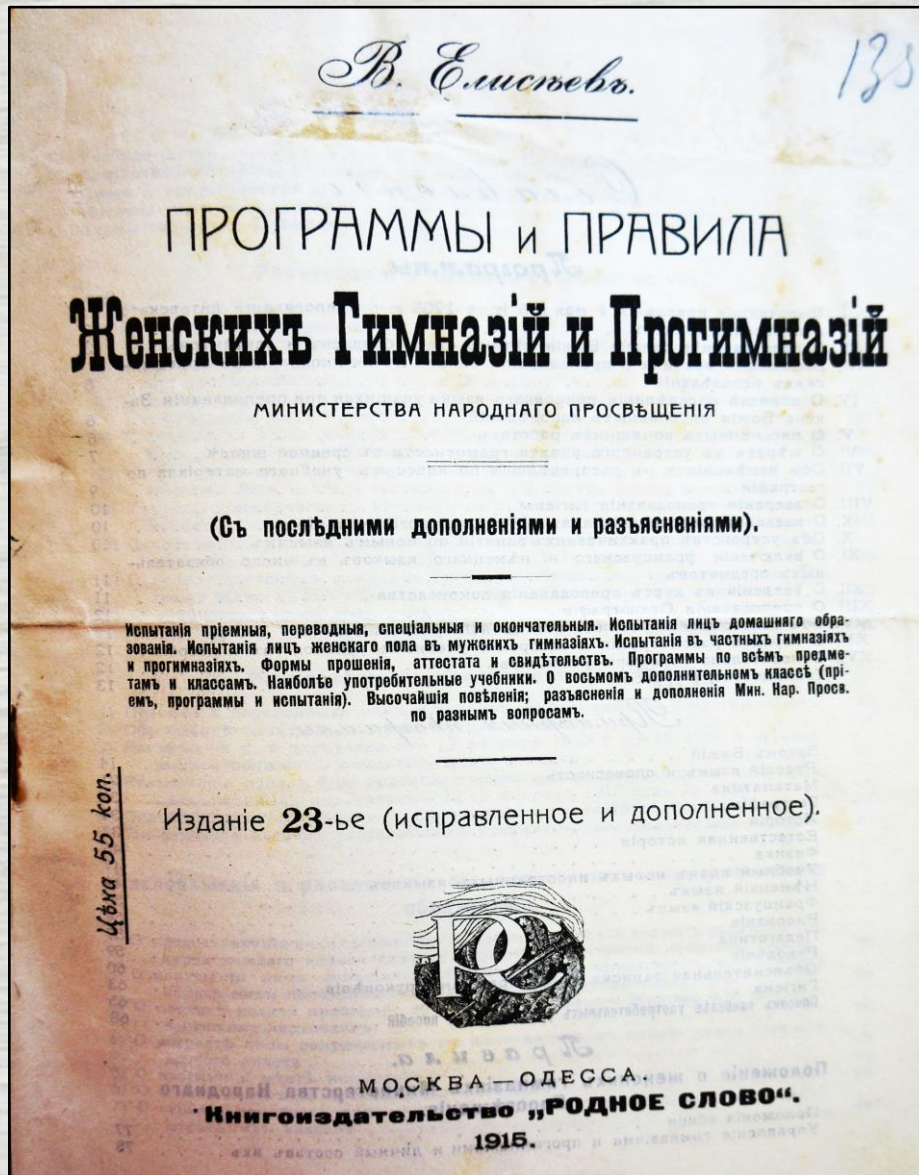 В. Елисѣевъ.
135
ПРОГРАММЫ и ПРАВИЛА
Женскихъ Гимназій и Прогимназій
МИНИСТЕРСТВА НАРОДНАГО ПРОСВѢЩЕНІЯ
(Съ послѣдними дополненіями и разъясненіями).
Испытанія пріемныя, переводныя, спеціальныя и окончательныя. Испытанія лицъ домашняго обра-
зованія. Испытанія лицъ женскаго пола въ мужскихъ гимназіяхъ. Испытанія въ частныхъ гимназіяхъ
и прогимназіяхъ. Формы прошенія, аттестата и свидѣтельствъ. Программы по всѣмъ предме-
тамъ и классамъ. Наиболѣе употребительные учебники. О восьмомъ дополнительномъ классѣ (прі-
емъ, программы и испытанія). Высочайшія повѣленія; разъясненія и дополненія Мин. Нар. Просв.
по разнымъ вопросамъ.
Цѣна 55 коп.
Изданіе 23-ье (исправленное и дополненное).
РС
МОСКВА—ОДЕССА.
Книгоиздательство „РОДНОЕ СЛОВО“.
1915.